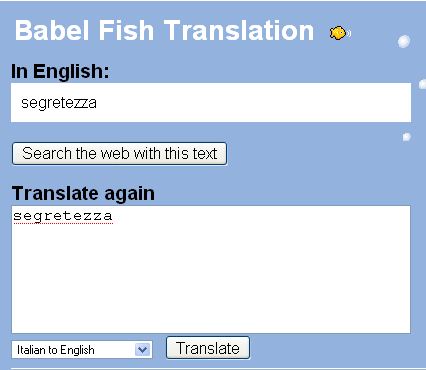 Babel Fish Translation
In English:
segretezza
Search the web with this text
Translate again
segretezza
Italian to English
Translate